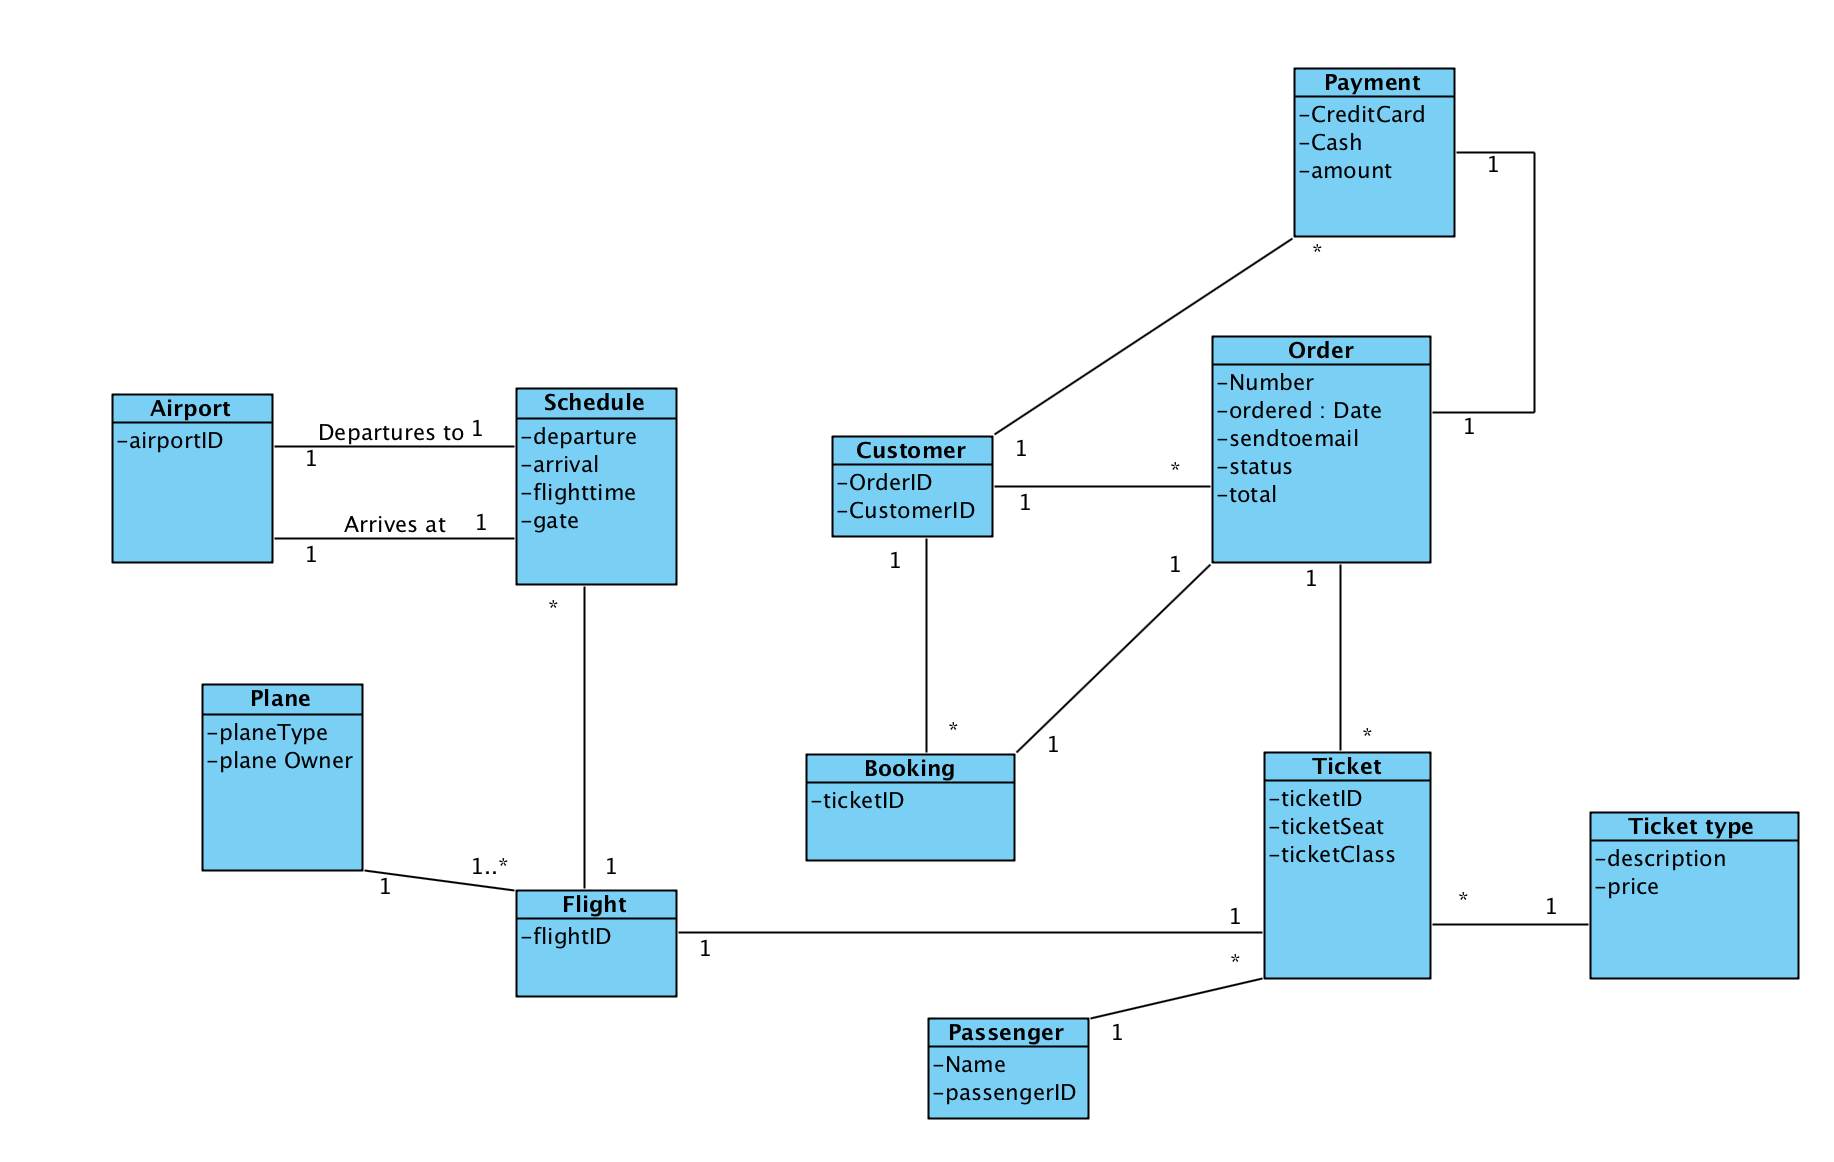 Payment
-CreditCard
-Cash
-amount
1
*
Order
-Number
-ordered : Date
-sendtoemail
-status
-total
1
Airport
-airportID
Departures to 1
1
Arrives at 1
1
Schedule
-departure
-arrival
-flighttime
-gate
*
Customer
-OrderID
-CustomerID
1
*
1
1
1
1
*
1
*
Plane
-planeType
-plane Owner
1
1..*
1
Flight
-flightID
1
Booking
-ticketID
Ticket
-ticketID
-ticketSeat
-ticketClass
1
*
*
1
Ticket type
-description
-price
Passenger
-Name
-passengerID
1